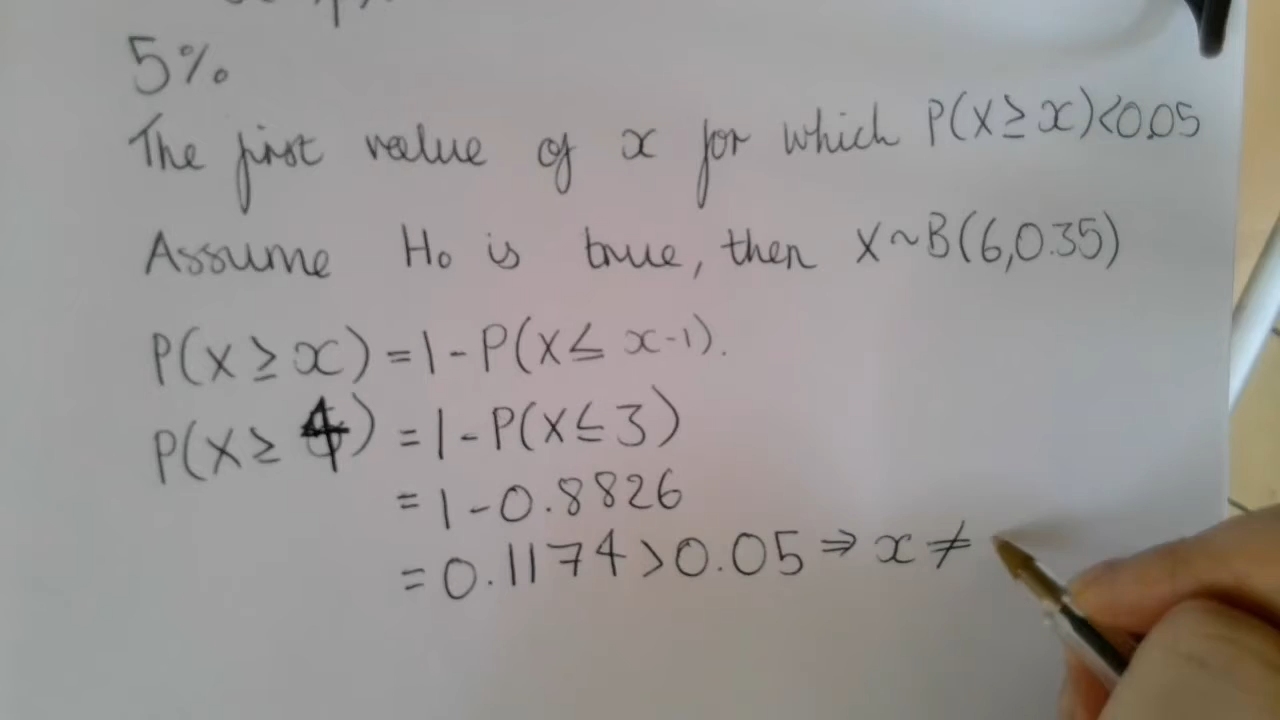 5%
The first value of x for which P(X≥x)<0.05
Assume H₀ is true, then X~B(6,0.35)
P(X≥x)=1-P(X≤x-1).
P(X≥4)=1-P(X≤3)
=1-0.8826
=0.1174>0.05⇒x≠